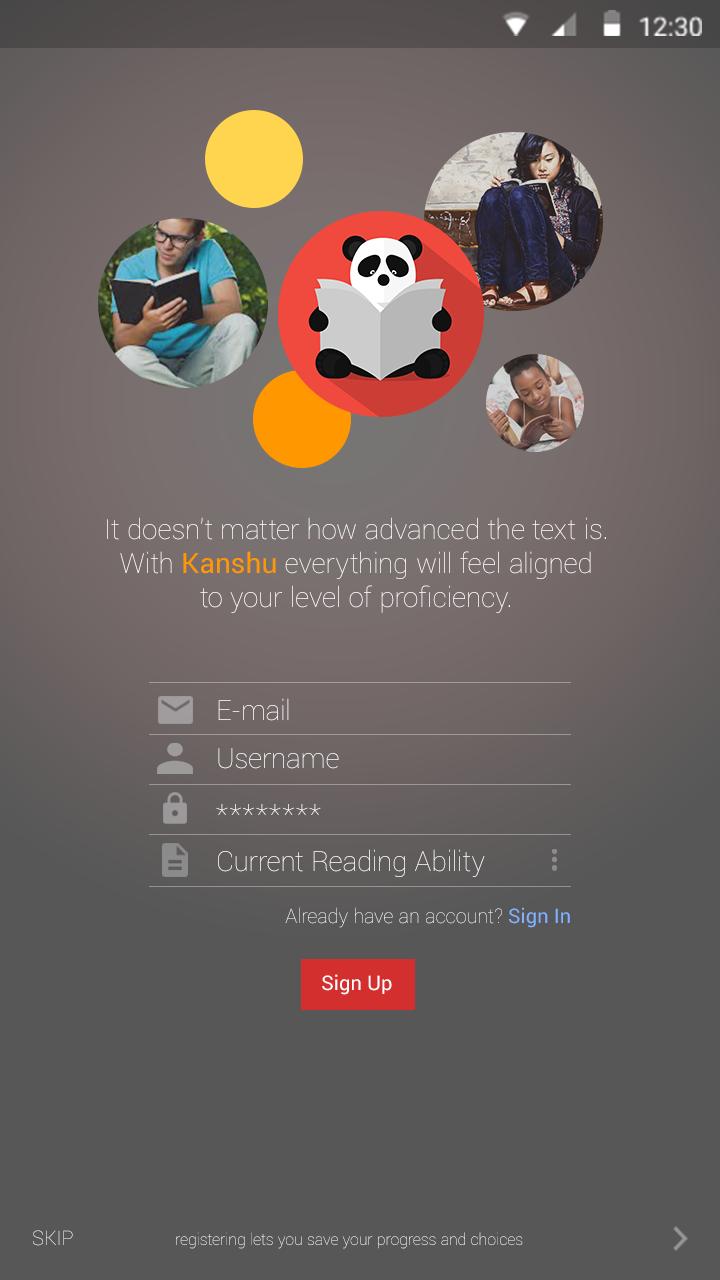 12:30
It doesn't matter how advanced the text is.
With Kanshu everything will feel aligned
to your level of proficiency.
E-mail
Username
********
Current Reading Ability
Already have an account? Sign In
Sign Up
SKIP
registering lets you save your progress and choices